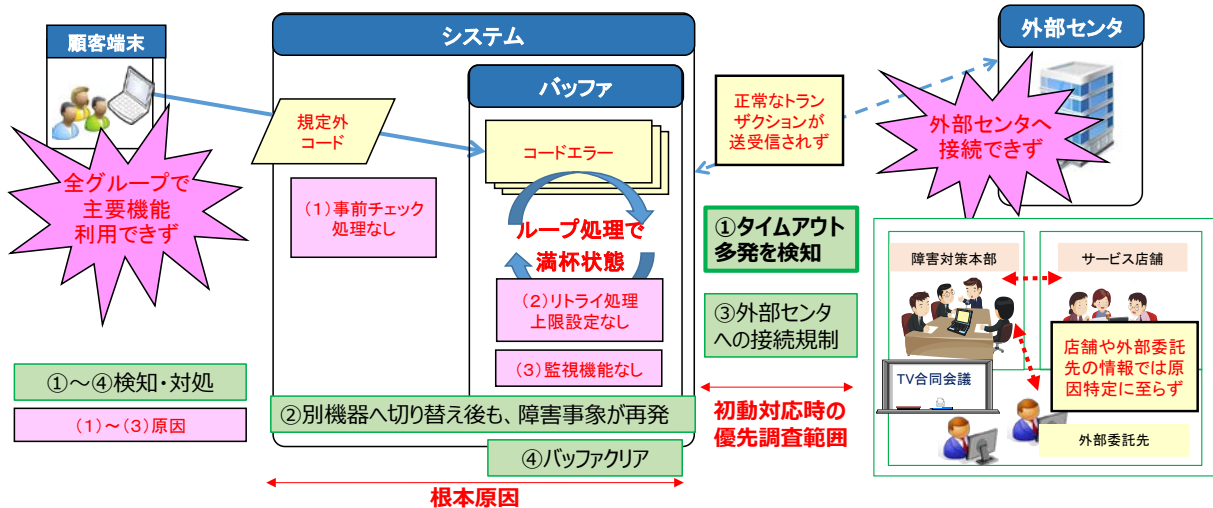 顧客端末
全グループで
主要機能
利用できず
システム
バッファ
規定外
コード
コードエラー
(1)事前チェック
処理なし
ループ処理で
満杯状態
(2)リトライ処理
上限設定なし
(3)監視機能なし
正常なトラン
ザクションが
送受信されず
外部センタ
外部センタへ
接続できず
①タイムアウト
多発を検知
③外部センタ
への接続規制
障害対策本部
サービス店舗
TV合同会議
店舗や外部委託
先の情報では原
因特定に至らず
外部委託先
①~④検知・対処
(1)~(3)原因
②別機器へ切り替え後も、障害事象が再発
④バッファクリア
初動対応時の
優先調査範囲
根本原因